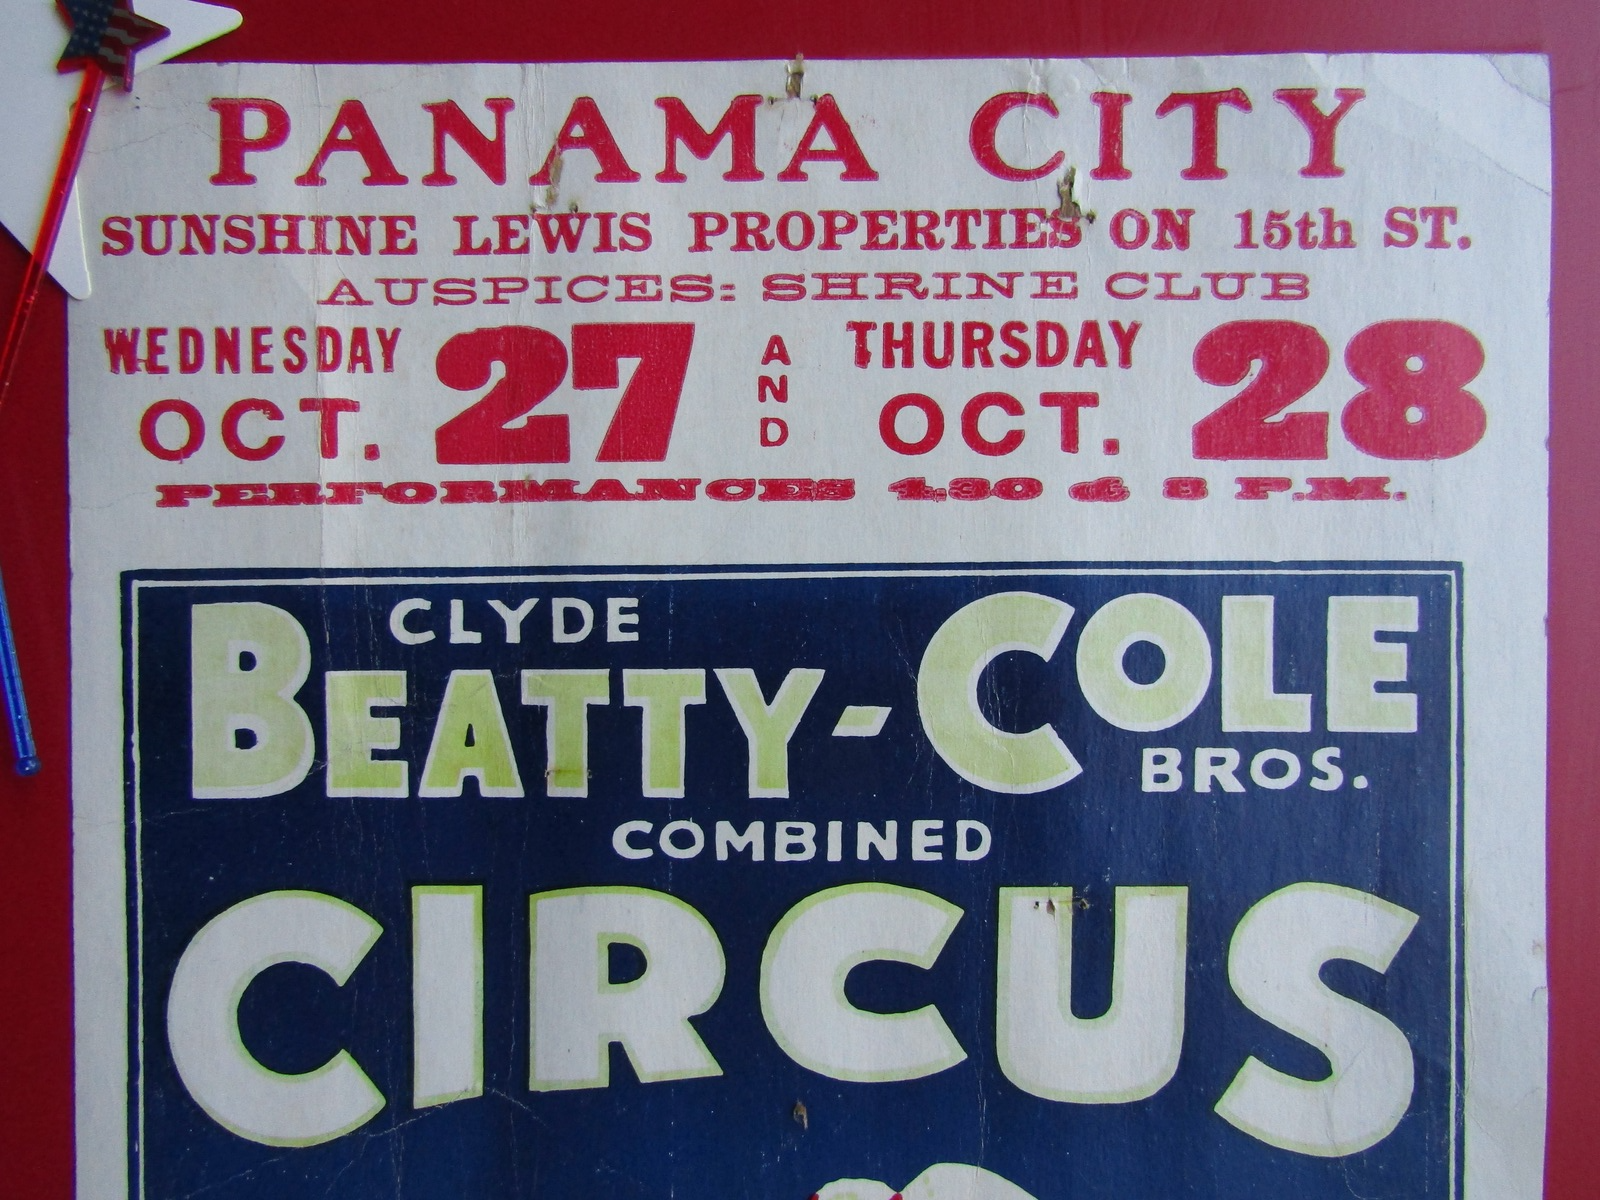 PANAMA CITY
SUNSHINE LEWIS PROPERTIES ON 15th ST.
AUSPICES: SHRINE CLUB
WEDNESDAY OCT. 27 AND THURSDAY OCT. 28
PERFORMANCES 4:30 & 8 P.M.
CLYDE
BEATTY-COLE
BROS.
COMBINED
CIRCUS